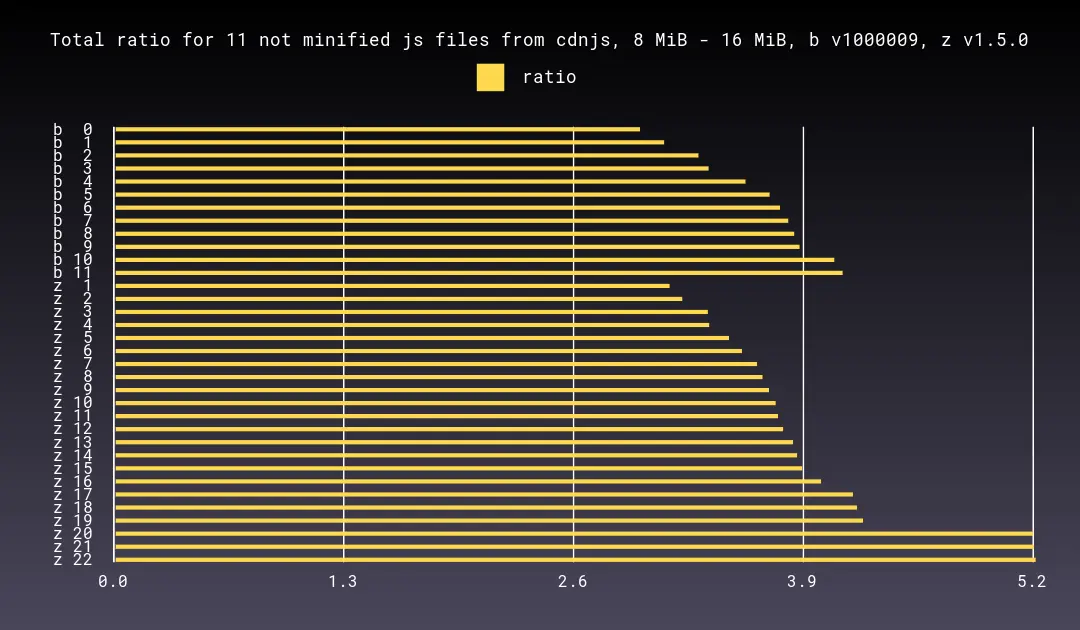 Total ratio for 11 not minified js files from cdnjs, 8 MiB - 16 MiB, b v1000009, z v1.5.0
ratio
b 0
b 1
b 2
b 3
b 4
b 5
b 6
b 7
b 8
b 9
b 10
b 11
z 1
z 2
z 3
z 4
z 5
z 6
z 7
z 8
z 9
z 10
z 11
z 12
z 13
z 14
z 15
z 16
z 17
z 18
z 19
z 20
z 21
z 22
0.0 1.3 2.6 3.9 5.2